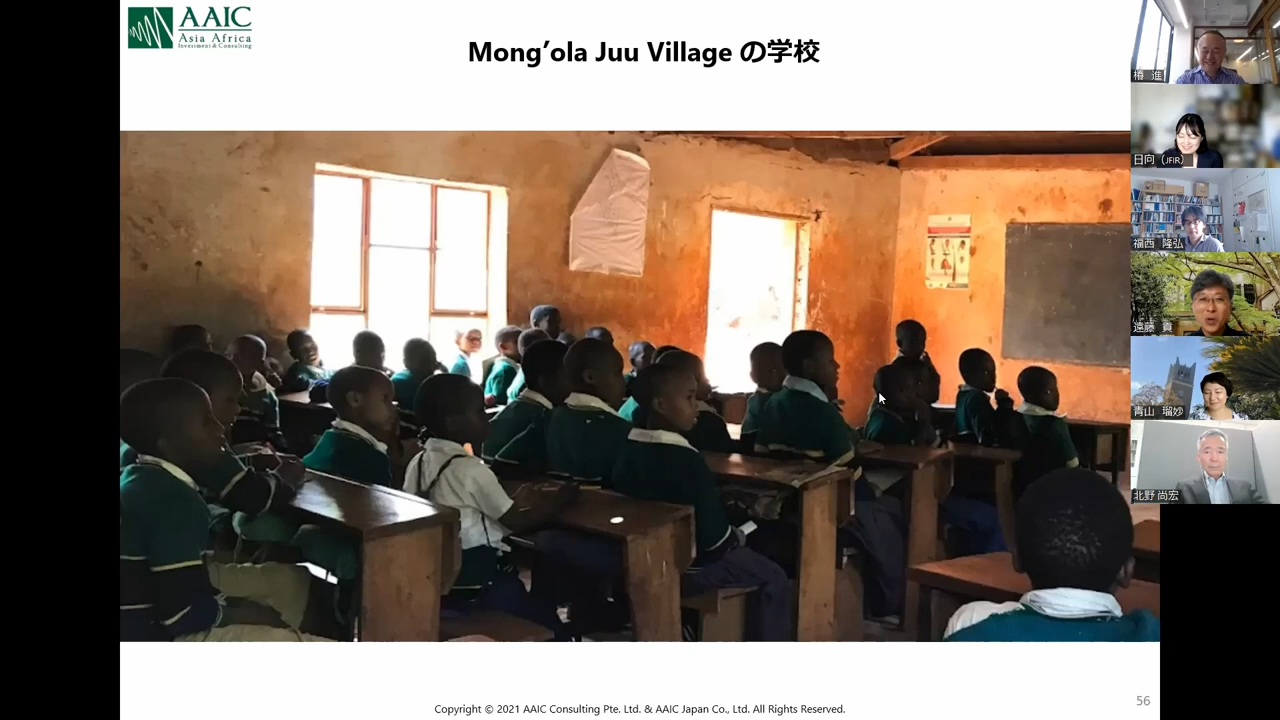 AAIC
Asia Africa
Investment & Consulting
Mong’ola Juu Village の学校
椿 進
日向（JFIR）
福西 隆弘
遠藤 貢
青山 瑠妙
北野 尚宏
56
Copyright © 2021 AAIC Consulting Pte. Ltd. & AAIC Japan Co., Ltd. All Rights Reserved.